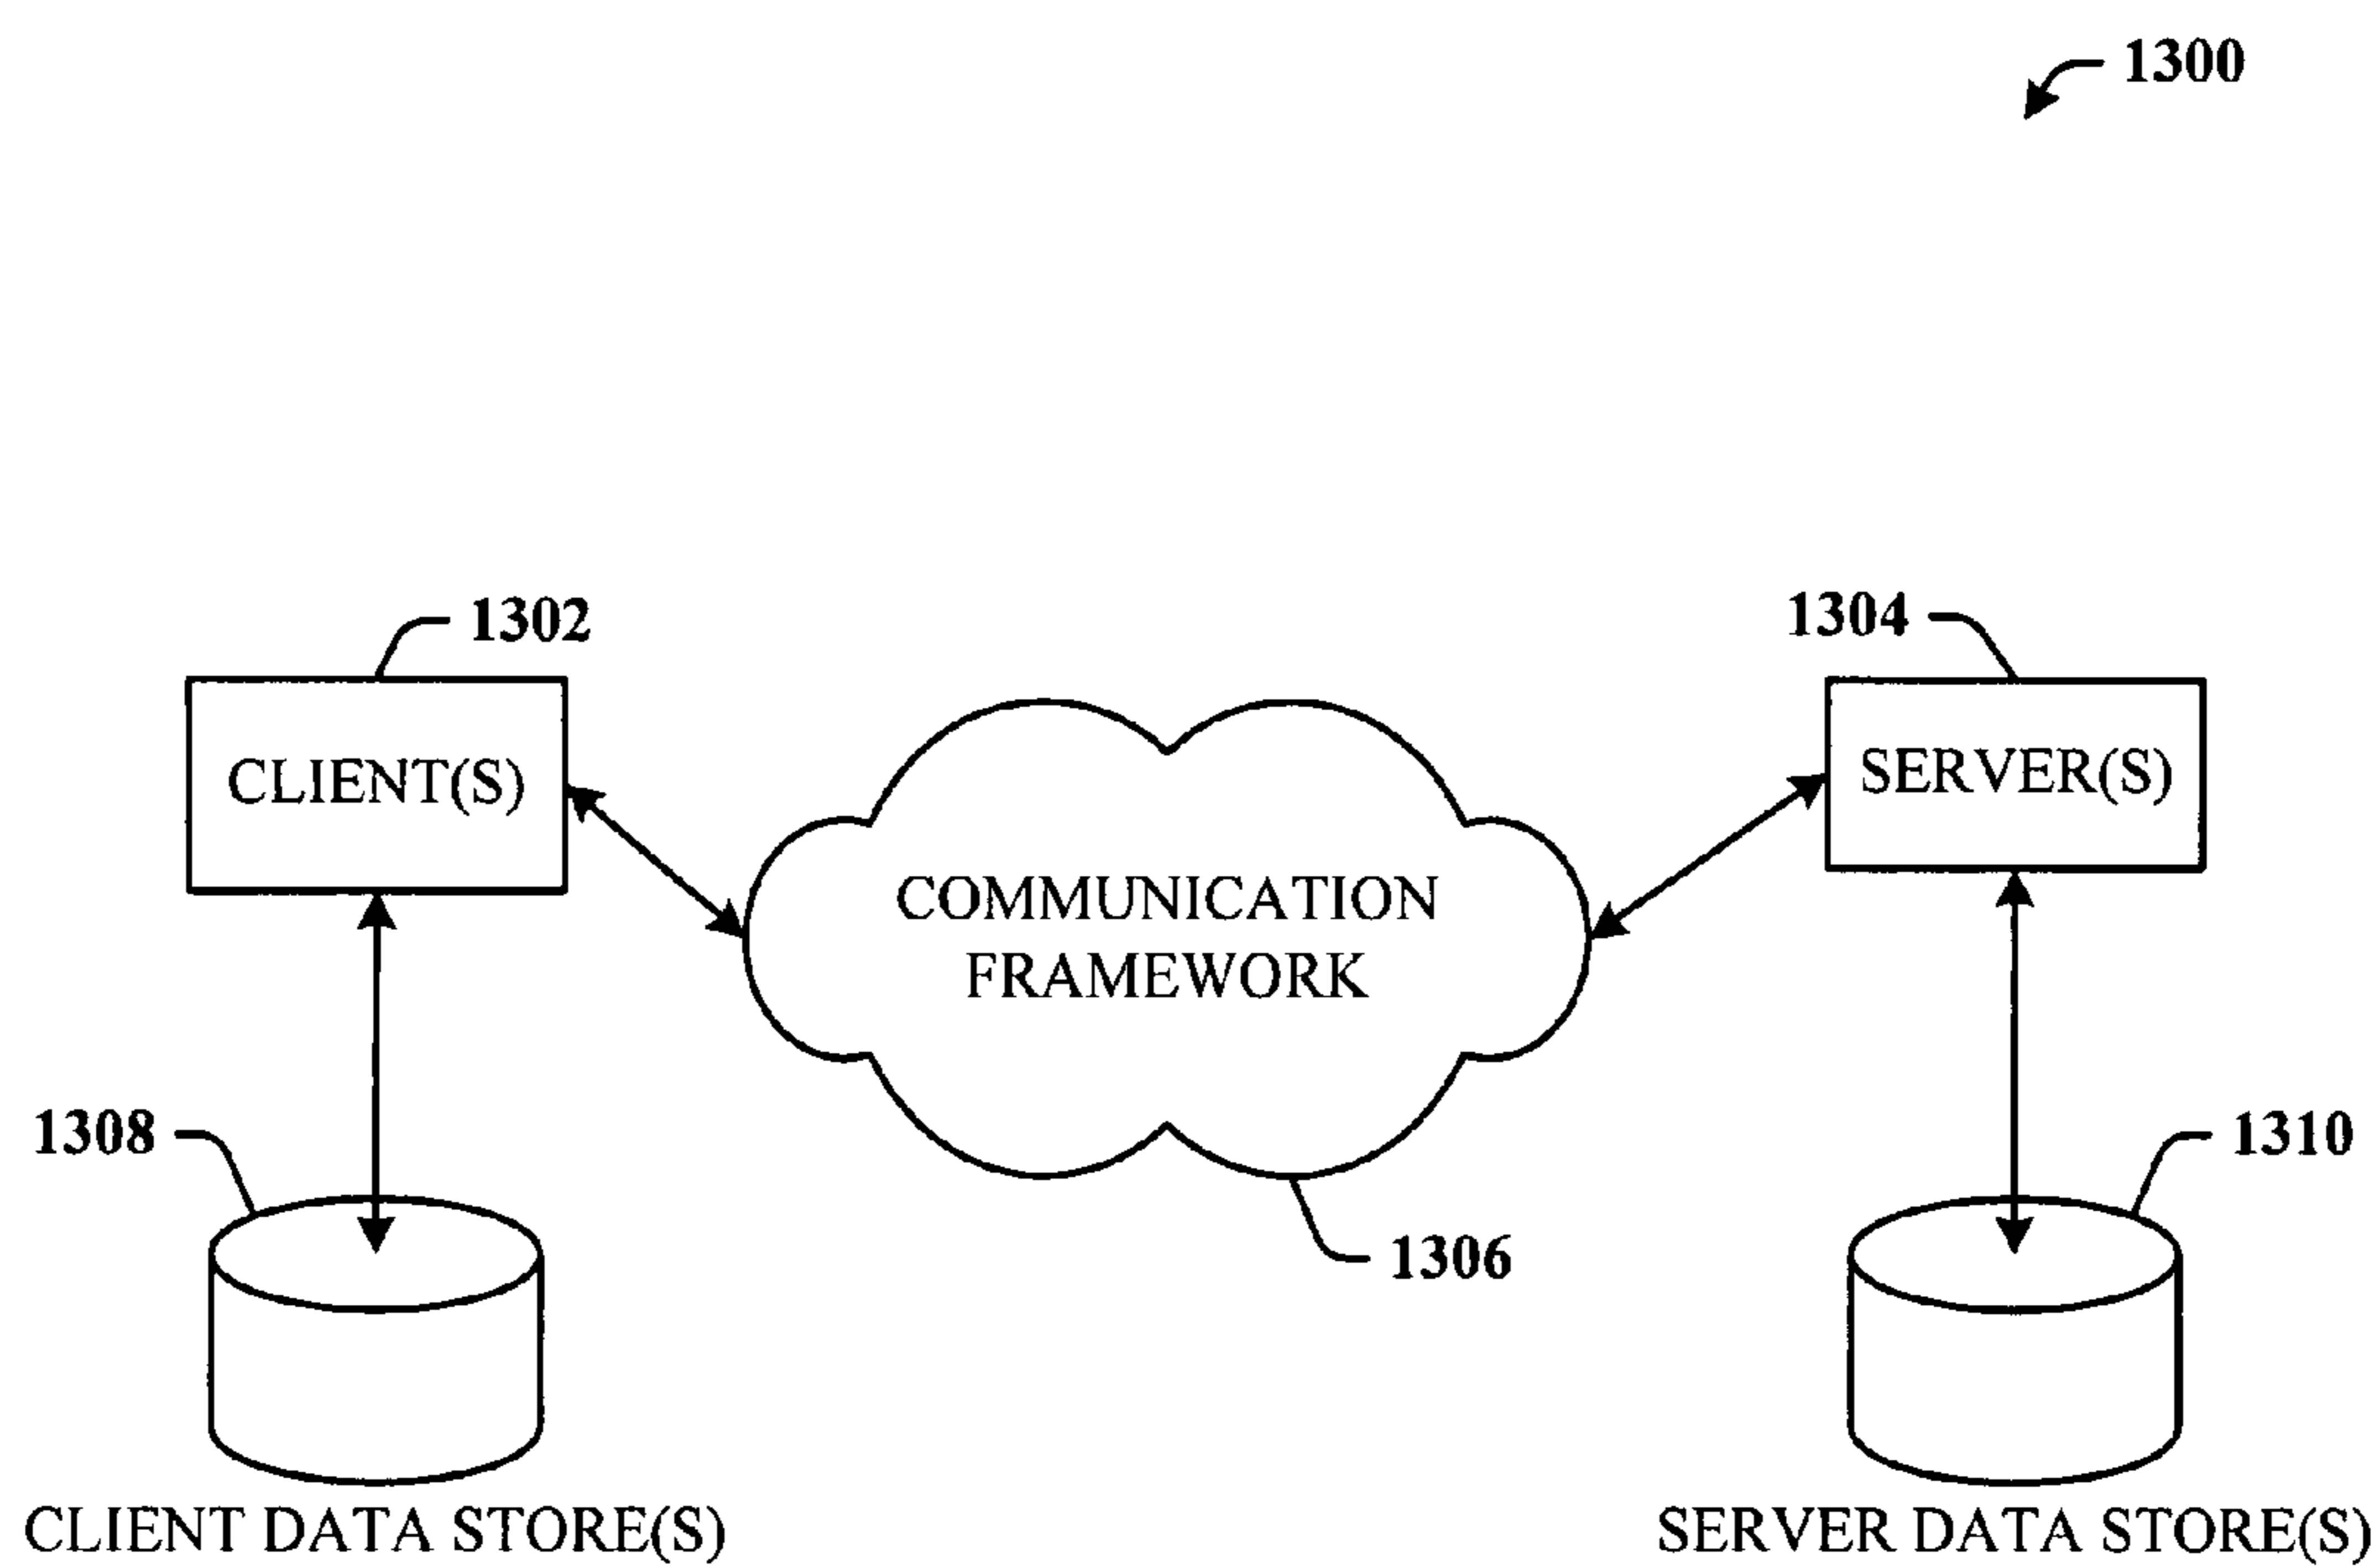 1300
1302
1304
CLIENT(S)
SERVER(S)
COMMUNICATION
FRAMEWORK
1308
1310
1306
CLIENT DATA STORE(S)
SERVER DATA STORE(S)